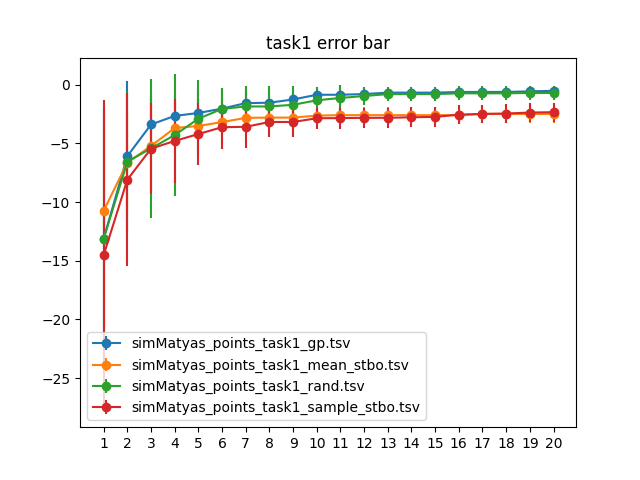 task1 error bar
0
−5
−10
−15
−20
−25
simMatyas_points_task1_gp.tsv
simMatyas_points_task1_mean_stbo.tsv
simMatyas_points_task1_rand.tsv
simMatyas_points_task1_sample_stbo.tsv
1 2 3 4 5 6 7 8 9 10 11 12 13 14 15 16 17 18 19 20